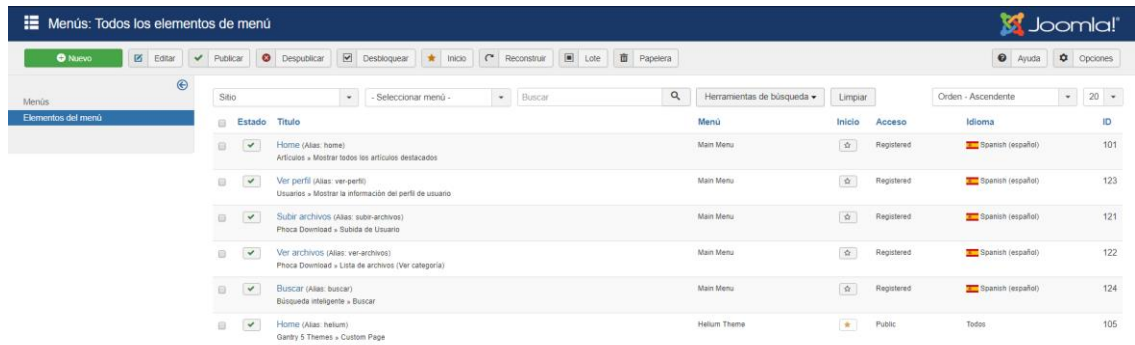 Menús: Todos los elementos de menú
Joomla!
Nuevo Editar Publicar Despublicar Desbloquear Inicio Reconstruir Lote Papelera Ayuda Opciones
Menús
Elementos del menú
Sitio - Seleccionar menú - Buscar Herramientas de búsqueda Limpiar Orden - Ascendente 20
Estado Título Menú Inicio Acceso Idioma ID
Home (Alias: home) Main Menu Registered Spanish (español) 101
Artículos » Mostrar todos los artículos destacados
Ver perfil (Alias: ver-perfil) Main Menu Registered Spanish (español) 123
Usuarios » Mostrar la información del perfil de usuario
Subir archivos (Alias: subir-archivos) Main Menu Registered Spanish (español) 121
Phoca Download » Subida de Usuario
Ver archivos (Alias: ver-archivos) Main Menu Registered Spanish (español) 122
Phoca Download » Lista de archivos (Ver categoría)
Buscar (Alias: buscar) Main Menu Registered Spanish (español) 124
Búsqueda inteligente » Buscar
Home (Alias: helium) Helium Theme Public Todos 105
Gantry 5 Themes » Custom Page